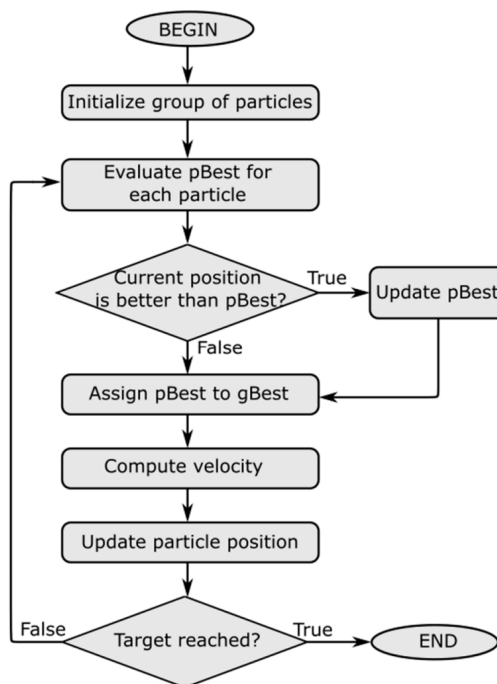 BEGIN
Initialize group of particles
Evaluate pBest for
each particle
Current position
is better than pBest?
True
Update pBest
False
Assign pBest to gBest
Compute velocity
Update particle position
False
Target reached?
True
END